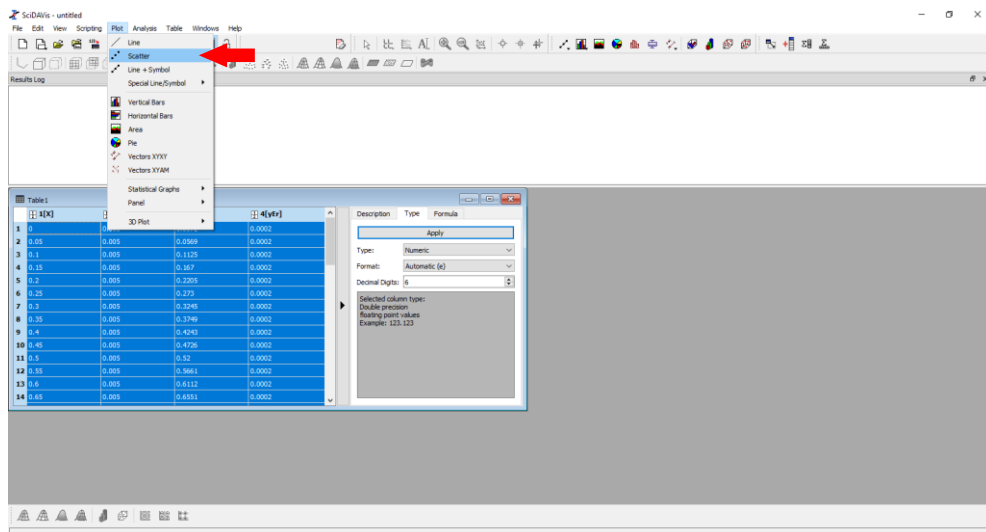 SciDAVis - untitled
File Edit View Scripting Plot Analysis Table Windows Help
Line
Scatter
Line + Symbol
Special Line/Symbol
Vertical Bars
Horizontal Bars
Area
Pie
Vectors XYXY
Vectors XYAM
Statistical Graphs
Panel
3D Plot
Results Log
Table1
1[X] 4[yEr]
1 0 0.0002
2 0.05 0.005 0.0569 0.0002
3 0.1 0.005 0.1125 0.0002
4 0.15 0.005 0.167 0.0002
5 0.2 0.005 0.2205 0.0002
6 0.25 0.005 0.273 0.0002
7 0.3 0.005 0.3245 0.0002
8 0.35 0.005 0.3749 0.0002
9 0.4 0.005 0.4243 0.0002
10 0.45 0.005 0.4726 0.0002
11 0.5 0.005 0.52 0.0002
12 0.55 0.005 0.5661 0.0002
13 0.6 0.005 0.6112 0.0002
14 0.65 0.005 0.6551 0.0002
Description Type Formula
Apply
Type: Numeric
Format: Automatic (e)
Decimal Digits: 6
Selected column type:
Double precision
floating point values
Example: 123.123